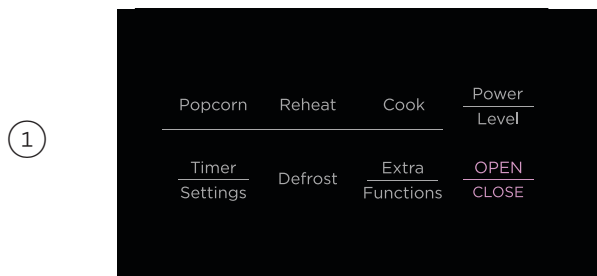 1
Popcorn Reheat Cook Power
Level
Timer Defrost Extra OPEN
Settings Functions CLOSE